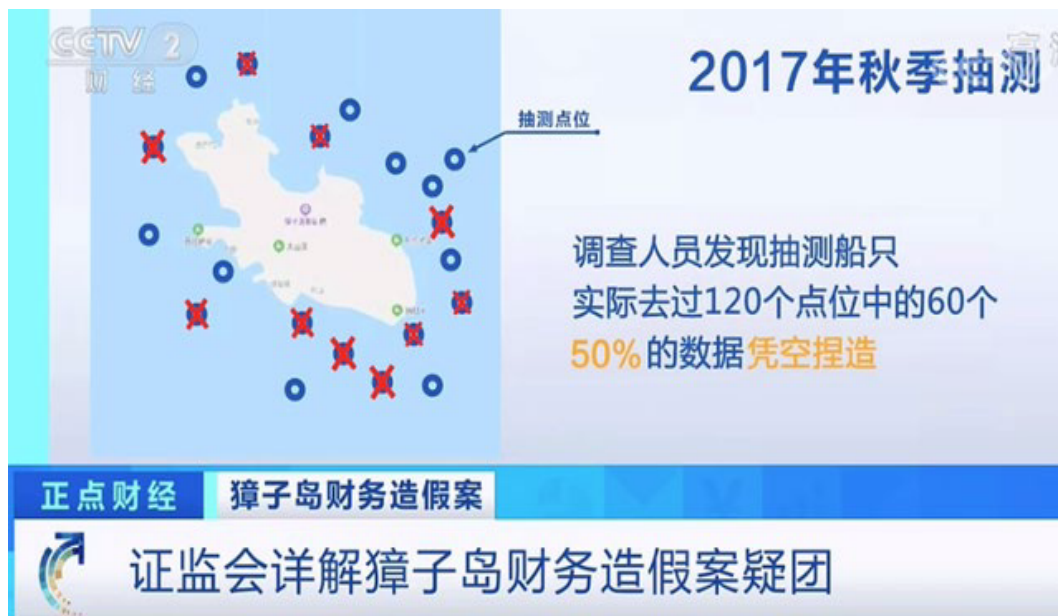 CCTV 2
财经
2017年秋季抽测
抽测点位
调查人员发现抽测船只
实际去过120个点位中的60个
50%的数据凭空捏造
正点财经
獐子岛财务造假案
证监会详解獐子岛财务造假案疑团